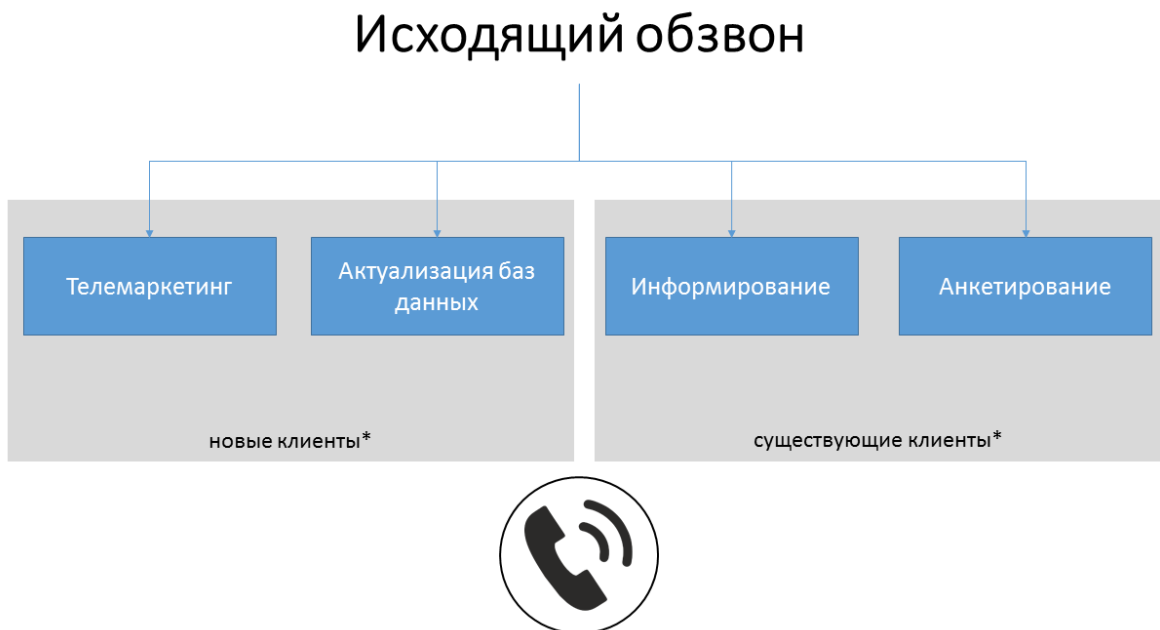 Исходящий обзвон
Телемаркетинг
Актуализация баз
данных
Информирование
Анкетирование
новые клиенты*
существующие клиенты*